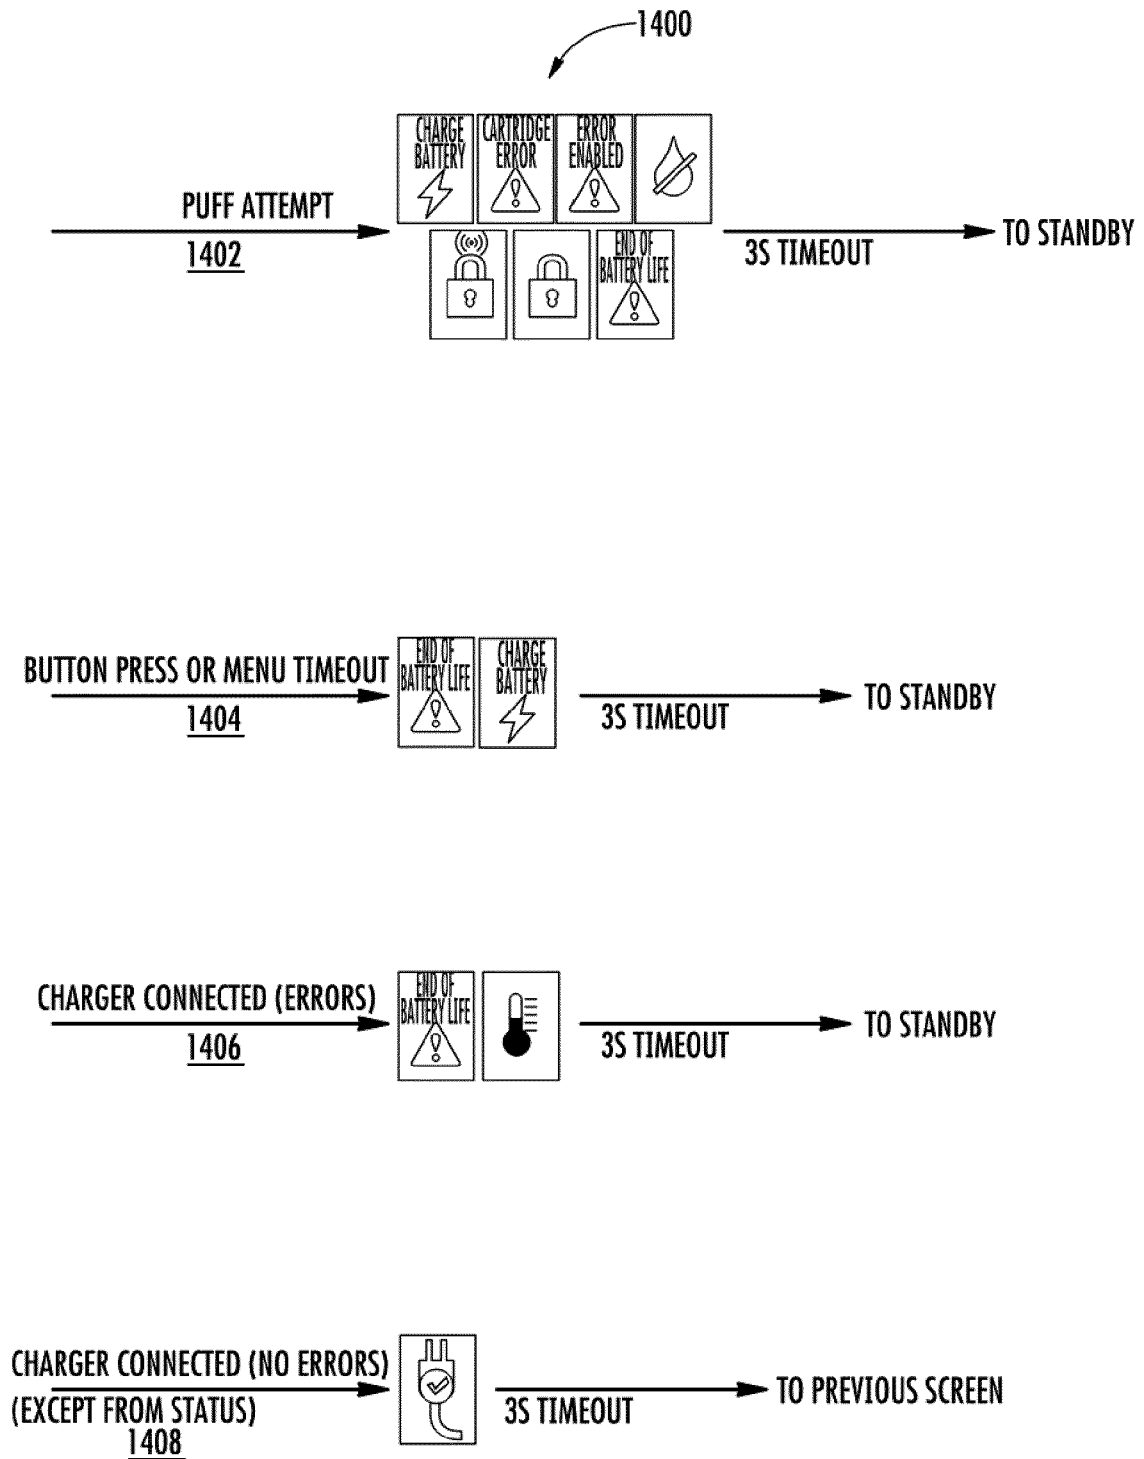 1400
CHARGE
BATTERY
CARTRIDGE
ERROR
ERROR
ENABLED
PUFF ATTEMPT
1402
END OF
BATTERY LIFE
3S TIMEOUT
TO STANDBY
BUTTON PRESS OR MENU TIMEOUT
1404
END OF
BATTERY LIFE
CHARGE
BATTERY
3S TIMEOUT
TO STANDBY
CHARGER CONNECTED (ERRORS)
1406
END OF
BATTERY LIFE
3S TIMEOUT
TO STANDBY
CHARGER CONNECTED (NO ERRORS)
(EXCEPT FROM STATUS)
1408
3S TIMEOUT
TO PREVIOUS SCREEN